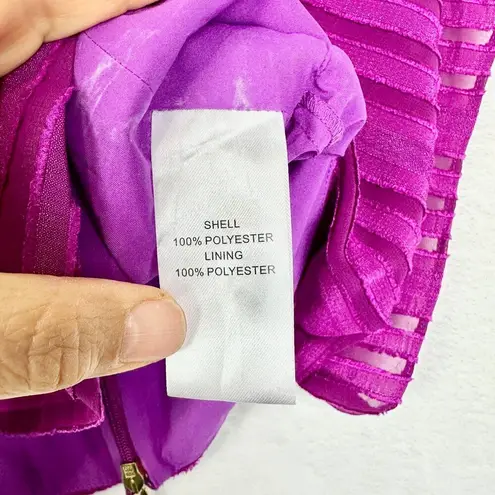 SHELL
100% POLYESTER
LINING
100% POLYESTER